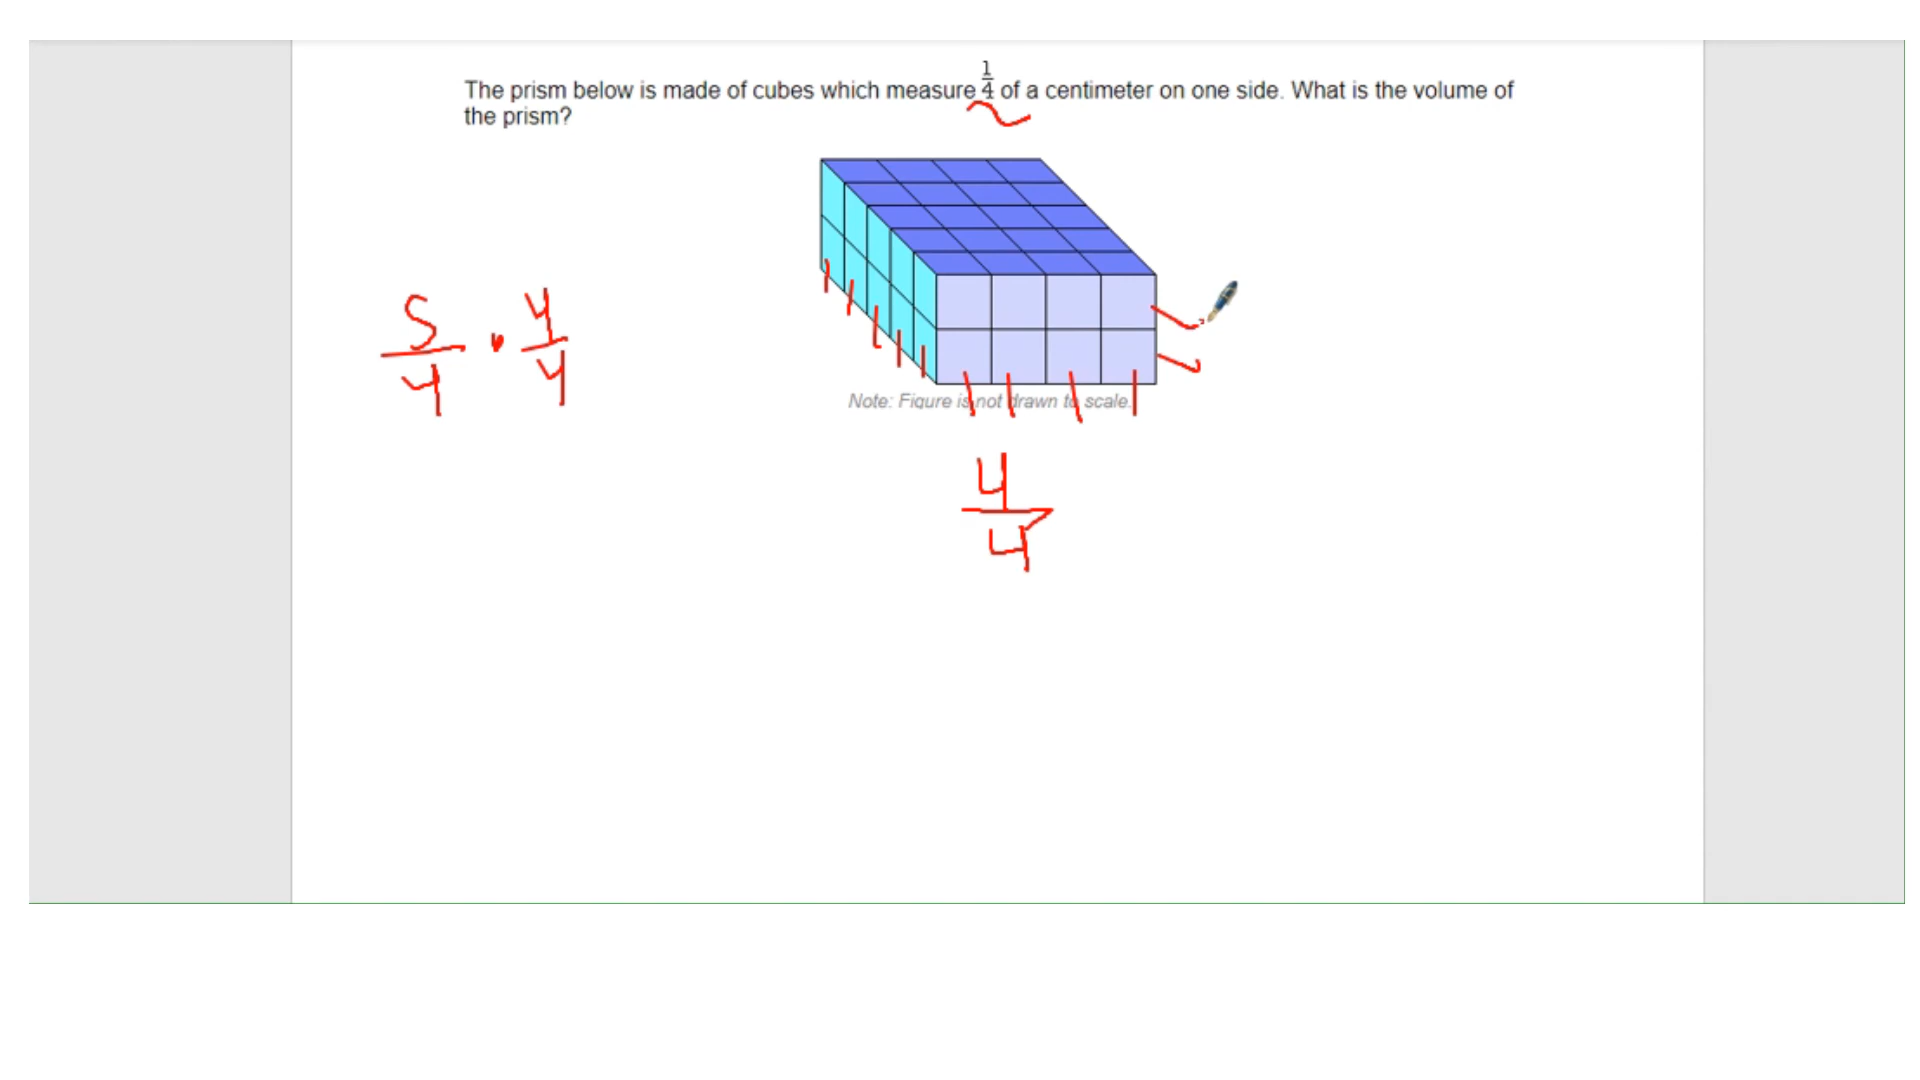 The prism below is made of cubes which measure 1/4 of a centimeter on one side. What is the volume of
the prism?
5/4 · 4/4
Note: Figure is not drawn to scale.
4/4